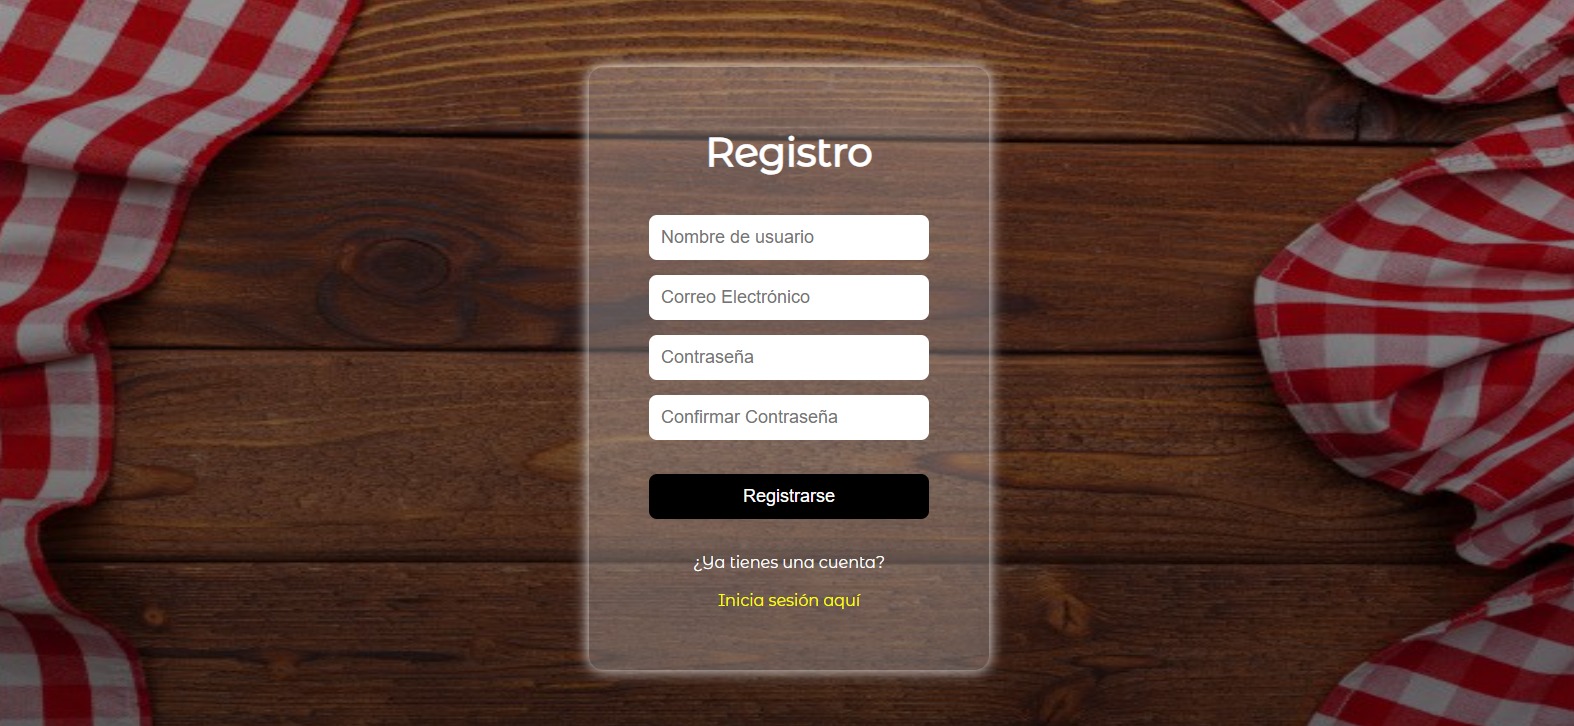 Registro
Nombre de usuario
Correo Electrónico
Contraseña
Confirmar Contraseña
Registrarse
¿Ya tienes una cuenta?
Inicia sesión aquí